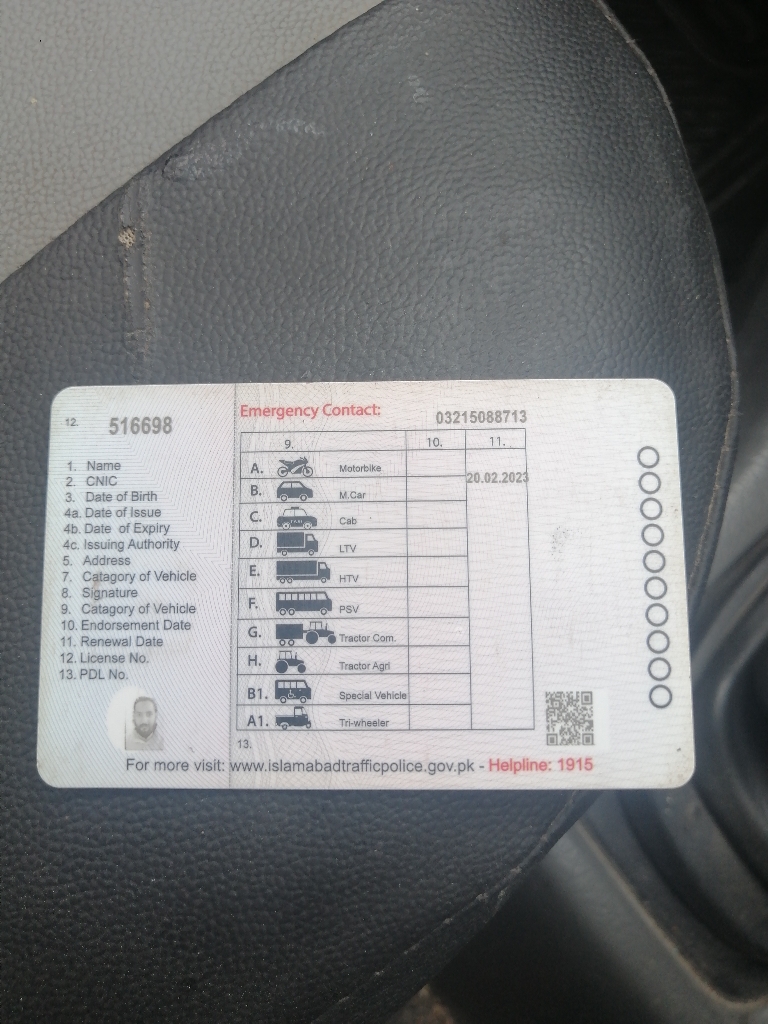 12. 516698
Emergency Contact: 03215088713
1. Name
2. CNIC
3. Date of Birth
4a. Date of Issue
4b. Date of Expiry
4c. Issuing Authority
5. Address
7. Catagory of Vehicle
8. Signature
9. Catagory of Vehicle
10. Endorsement Date
11. Renewal Date
12. License No.
13. PDL No.
9. 10. 11.
A. Motorbike
20.02.2023
B. M.Car
C. TAXI Cab
D. LTV
E. HTV
F. PSV
G. Tractor Com.
H. Tractor Agri
B1. Special Vehicle
A1. Tri-wheeler
13.
For more visit: www.islamabadtrafficpolice.gov.pk - Helpline: 1915